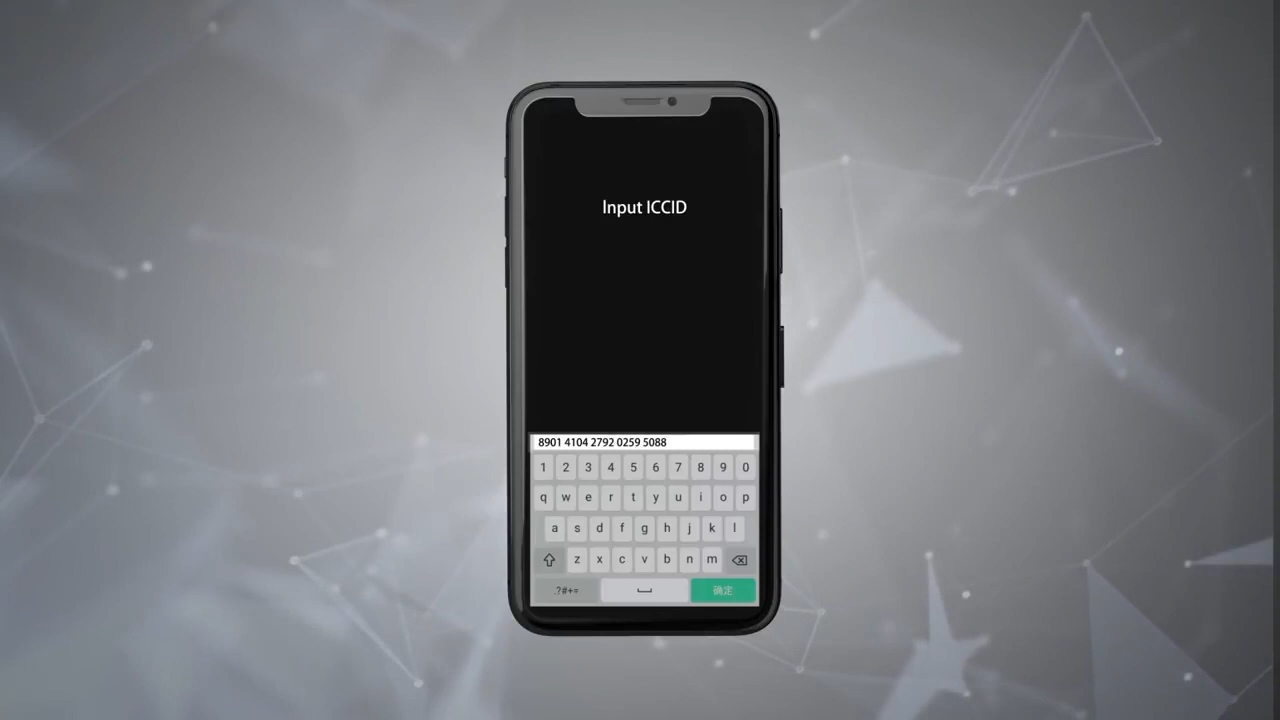 Input ICCID
8901 4104 2792 0259 5088
1 2 3 4 5 6 7 8 9 0
q w e r t y u i o p
a s d f g h j k l
z x c v b n m
.?#+= 确定